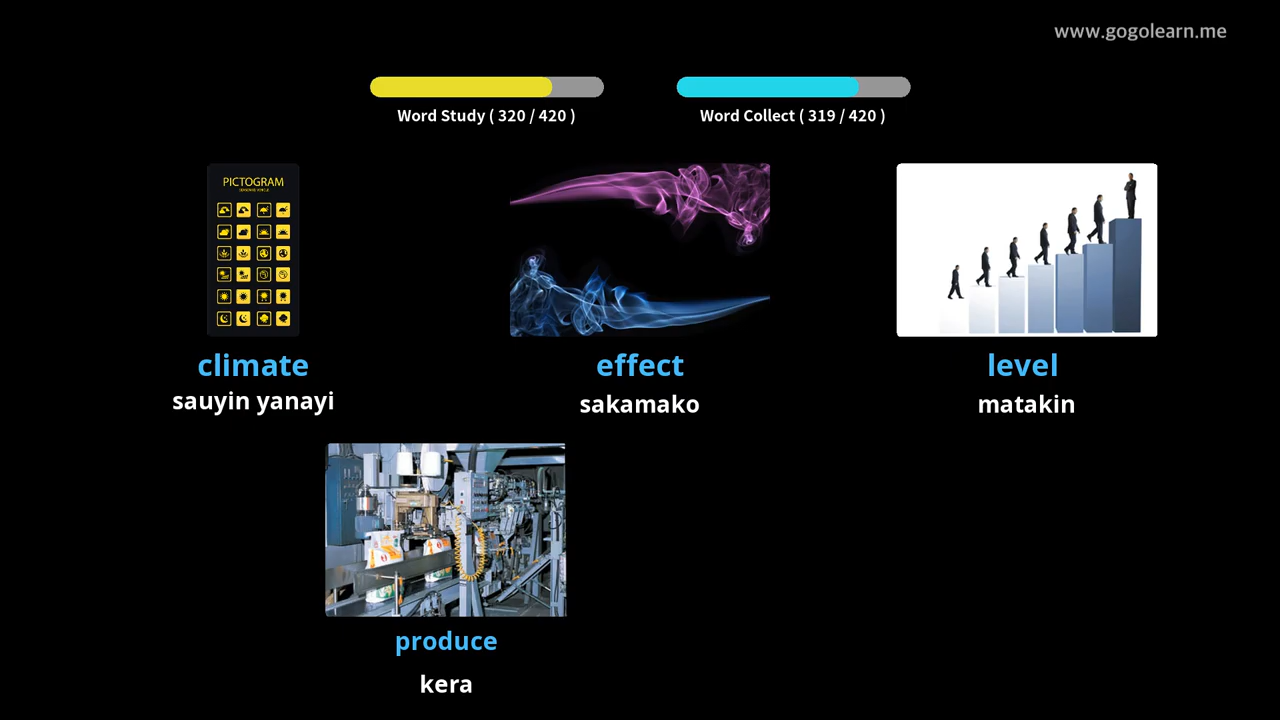 www.gogolearn.me
Word Study ( 320 / 420 )
Word Collect ( 319 / 420 )
PICTOGRAM
climate
sauyin yanayi
effect
sakamako
level
matakin
produce
kera